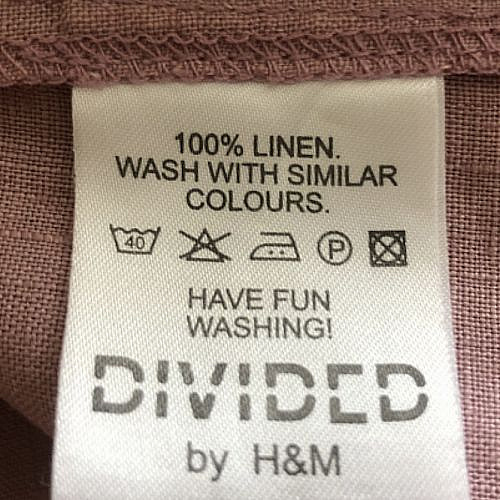 100% LINEN.
WASH WITH SIMILAR
COLOURS.
40 P
HAVE FUN
WASHING!
DIVIDED
by H&M